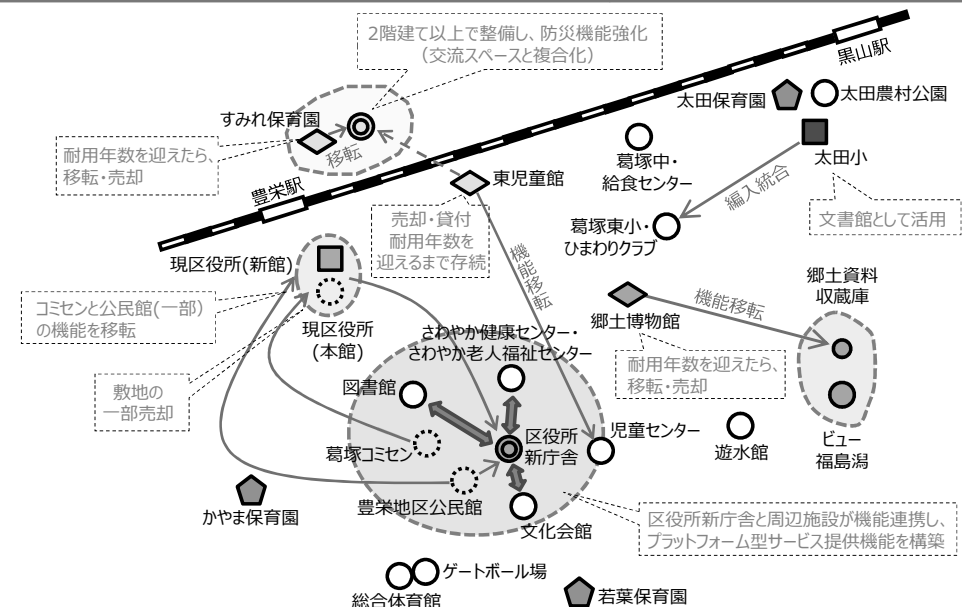 2階建て以上で整備し、防災機能強化
（交流スペースと複合化）
黒山駅
太田保育園
太田農村公園
すみれ保育園
耐用年数を迎えたら、
移転・売却
移転
葛塚中・
給食センター
太田小
編入統合
豊栄駅
東児童館
売却・貸付
耐用年数を
迎えるまで存続
葛塚東小・
ひまわりクラブ
文書館として活用
現区役所(新館)
機能移転
郷土資料
収蔵庫
コミセンと公民館(一部)
の機能を移転
現区役所
(本館)
機能移転
郷土博物館
さわやか健康センター・
さわやか老人福祉センター
耐用年数を迎えたら、
移転・売却
敷地の
一部売却
図書館
区役所
新庁舎
児童センター
遊水館
ビュー
福島潟
葛塚コミセン
豊栄地区公民館
かやま保育園
文化会館
区役所新庁舎と周辺施設が機能連携し、
プラットフォーム型サービス提供機能を構築
ゲートボール場
総合体育館
若葉保育園